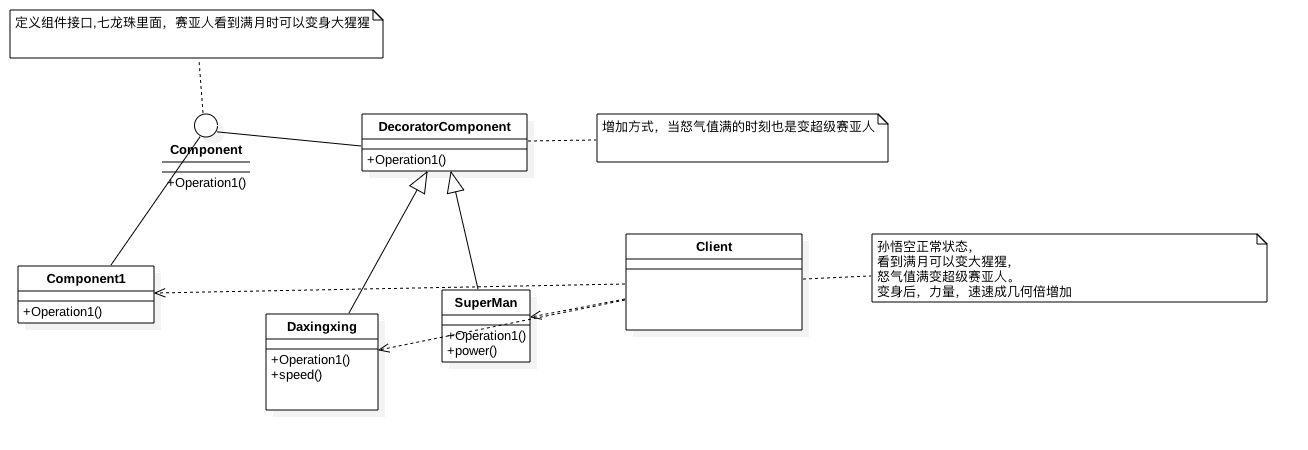 定义组件接口,七龙珠里面，赛亚人看到满月时可以变身大猩猩
Component
+Operation1()
DecoratorComponent
+Operation1()
增加方式，当怒气值满的时刻也是变超级赛亚人
Component1
+Operation1()
Daxingxing
+Operation1()
+speed()
SuperMan
+Operation1()
+power()
Client
孙悟空正常状态，
看到满月可以变大猩猩，
怒气值满变超级赛亚人。
变身后，力量，速速成几何倍增加